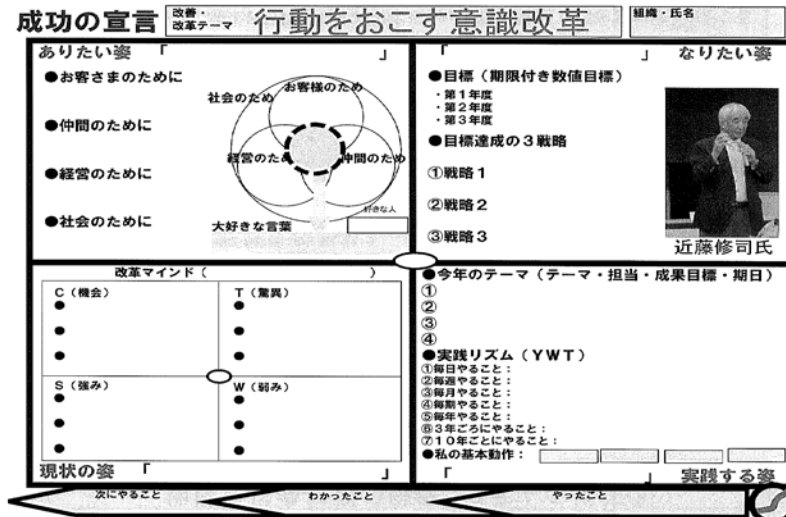 成功の宣言
改善・
改革テーマ
行動をおこす意識改革
組織・氏名
ありたい姿 「 」
●お客さまのために
●仲間のために
●経営のために
●社会のために
社会のため
お客様のため
経営のため
仲間のため
好きな人
大好きな言葉
「 」 なりたい姿
●目標（期限付き数値目標）
・第１年度
・第２年度
・第３年度
●目標達成の３戦略
①戦略１
②戦略２
③戦略３
近藤修司氏
改革マインド（ ）
Ｃ（機会）
●
●
●
Ｔ（驚異）
●
●
●
Ｓ（強み）
●
●
●
Ｗ（弱み）
●
●
●
現状の姿 「 」
●今年のテーマ（テーマ・担当・成果目標・期日）
①
②
③
④
●実践リズム（ＹＷＴ）
①毎日やること：
②毎週やること：
③毎月やること：
④毎期やること：
⑤毎年やること：
⑥３年ごろにやること：
⑦１０年ごとにやること：
●私の基本動作：
「 」 実践する姿
次にやること
わかったこと
やったこと